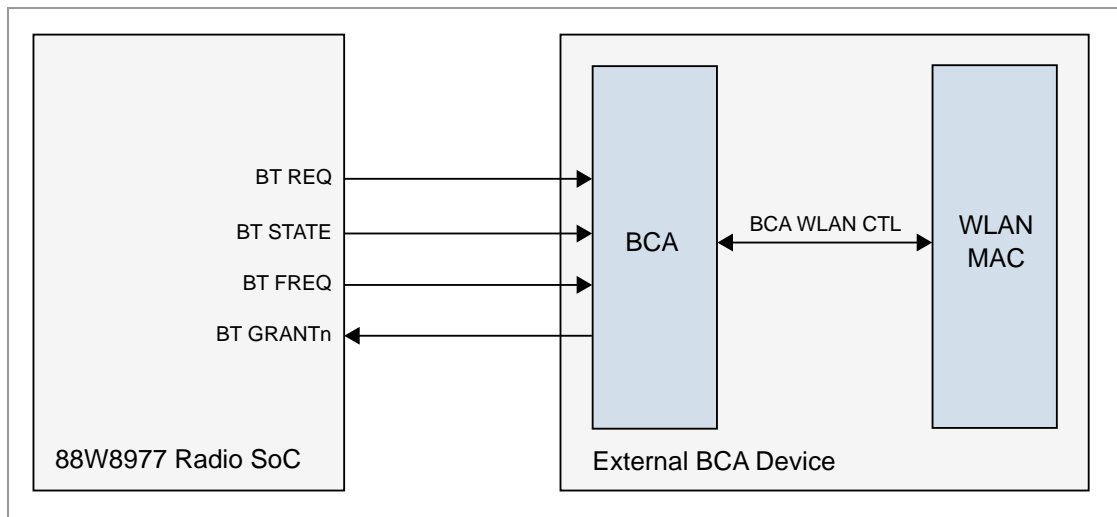 BT REQ
BT STATE
BT FREQ
BT GRANTn
88W8977 Radio SoC
BCA
BCA WLAN CTL
WLAN
MAC
External BCA Device